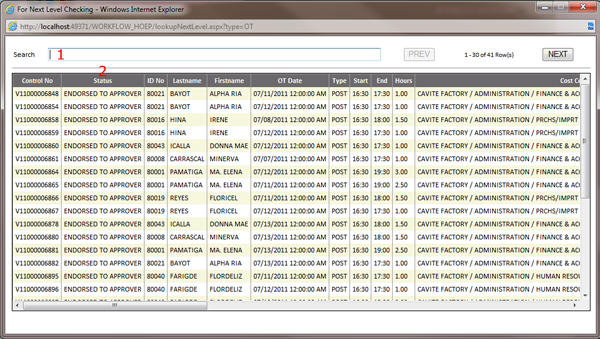 For Next Level Checking - Windows Internet Explorer
http://localhost:49371/WORKFLOW_HOEP/lookupNextLevel.aspx?type=OT
Search 1 PREV 1 - 30 of 41 Row(s) NEXT
2
Control No Status ID No Lastname Firstname OT Date Type Start End Hours Cost C
V11000006848 ENDORSED TO APPROVER 80021 BAYOT ALPHA RIA 07/11/2011 12:00:00 AM POST 16:30 17:30 1.00 CAVITE FACTORY / ADMINISTRATION / FINANCE & AC
V11000006854 ENDORSED TO APPROVER 80021 BAYOT ALPHA RIA 07/12/2011 12:00:00 AM POST 16:30 17:30 1.00 CAVITE FACTORY / ADMINISTRATION / FINANCE & AC
V11000006858 ENDORSED TO APPROVER 80016 HINA IRENE 07/08/2011 12:00:00 AM POST 16:30 18:00 1.50 CAVITE FACTORY / ADMINISTRATION / PRCHS/IMPRT
V11000006859 ENDORSED TO APPROVER 80016 HINA IRENE 07/12/2011 12:00:00 AM POST 16:30 17:30 1.00 CAVITE FACTORY / ADMINISTRATION / PRCHS/IMPRT
V11000006860 ENDORSED TO APPROVER 80043 ICALLA DONNA MAE 07/12/2011 12:00:00 AM POST 16:30 17:30 1.00 CAVITE FACTORY / ADMINISTRATION / FINANCE & AC
V11000006861 ENDORSED TO APPROVER 80008 CARRASCAL MINERVA 07/07/2011 12:00:00 AM POST 16:30 17:30 1.00 CAVITE FACTORY / ADMINISTRATION / FINANCE & AC
V11000006864 ENDORSED TO APPROVER 80001 PAMATIGA MA. ELENA 07/07/2011 12:00:00 AM POST 16:30 19:30 3.00 CAVITE FACTORY / ADMINISTRATION / FINANCE & AC
V11000006865 ENDORSED TO APPROVER 80001 PAMATIGA MA. ELENA 07/11/2011 12:00:00 AM POST 16:30 19:00 2.50 CAVITE FACTORY / ADMINISTRATION / FINANCE & AC
V11000006866 ENDORSED TO APPROVER 80019 REYES FLORICEL 07/11/2011 12:00:00 AM POST 16:30 18:00 1.50 CAVITE FACTORY / ADMINISTRATION / PRCHS/IMPRT
V11000006867 ENDORSED TO APPROVER 80019 REYES FLORICEL 07/12/2011 12:00:00 AM POST 16:30 17:30 1.00 CAVITE FACTORY / ADMINISTRATION / PRCHS/IMPRT
V11000006878 ENDORSED TO APPROVER 80043 ICALLA DONNA MAE 07/13/2011 12:00:00 AM POST 16:30 18:00 1.50 CAVITE FACTORY / ADMINISTRATION / FINANCE & AC
V11000006880 ENDORSED TO APPROVER 80008 CARRASCAL MINERVA 07/13/2011 12:00:00 AM POST 16:30 18:00 1.50 CAVITE FACTORY / ADMINISTRATION / FINANCE & AC
V11000006881 ENDORSED TO APPROVER 80001 PAMATIGA MA. ELENA 07/13/2011 12:00:00 AM POST 16:30 19:00 2.50 CAVITE FACTORY / ADMINISTRATION / FINANCE & AC
V11000006882 ENDORSED TO APPROVER 80021 BAYOT ALPHA RIA 07/13/2011 12:00:00 AM POST 16:30 17:30 1.00 CAVITE FACTORY / ADMINISTRATION / FINANCE & AC
V11000006895 ENDORSED TO APPROVER 80040 FARIGDE FLORDELIZ 07/12/2011 12:00:00 AM POST 16:30 17:30 1.00 CAVITE FACTORY / ADMINISTRATION / HUMAN RESOU
V11000006896 ENDORSED TO APPROVER 80040 FARIGDE FLORDELIZ 07/13/2011 12:00:00 AM POST 16:30 17:30 1.00 CAVITE FACTORY / ADMINISTRATION / HUMAN RESOU